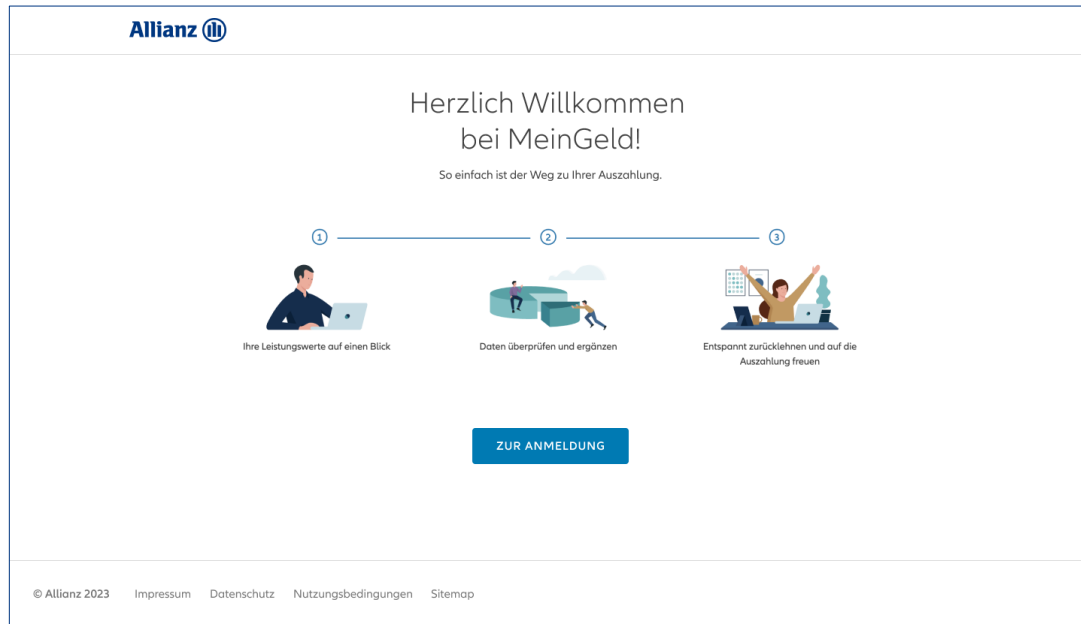 Allianz
Herzlich Willkommen
bei MeinGeld!
So einfach ist der Weg zu Ihrer Auszahlung.
1
2
3
Ihre Leistungswerte auf einen Blick
Daten überprüfen und ergänzen
Entspannt zurücklehnen und auf die
Auszahlung freuen
ZUR ANMELDUNG
© Allianz 2023 Impressum Datenschutz Nutzungsbedingungen Sitemap